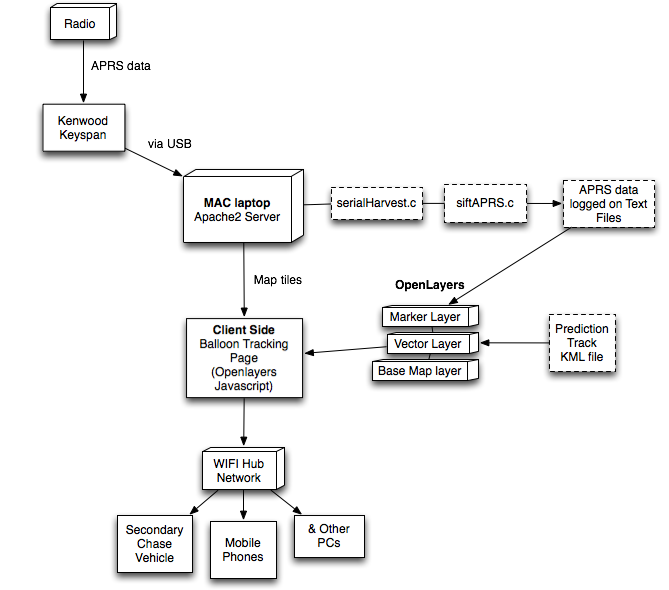 Radio
APRS data
Kenwood
Keyspan
via USB
MAC laptop
Apache2 Server
serialHarvest.c
siftAPRS.c
APRS data
logged on Text
Files
Map tiles
OpenLayers
Marker Layer
Vector Layer
Base Map layer
Prediction
Track
KML file
Client Side
Balloon Tracking
Page
(Openlayers
Javascript)
WIFI Hub
Network
Secondary
Chase
Vehicle
Mobile
Phones
& Other
PCs